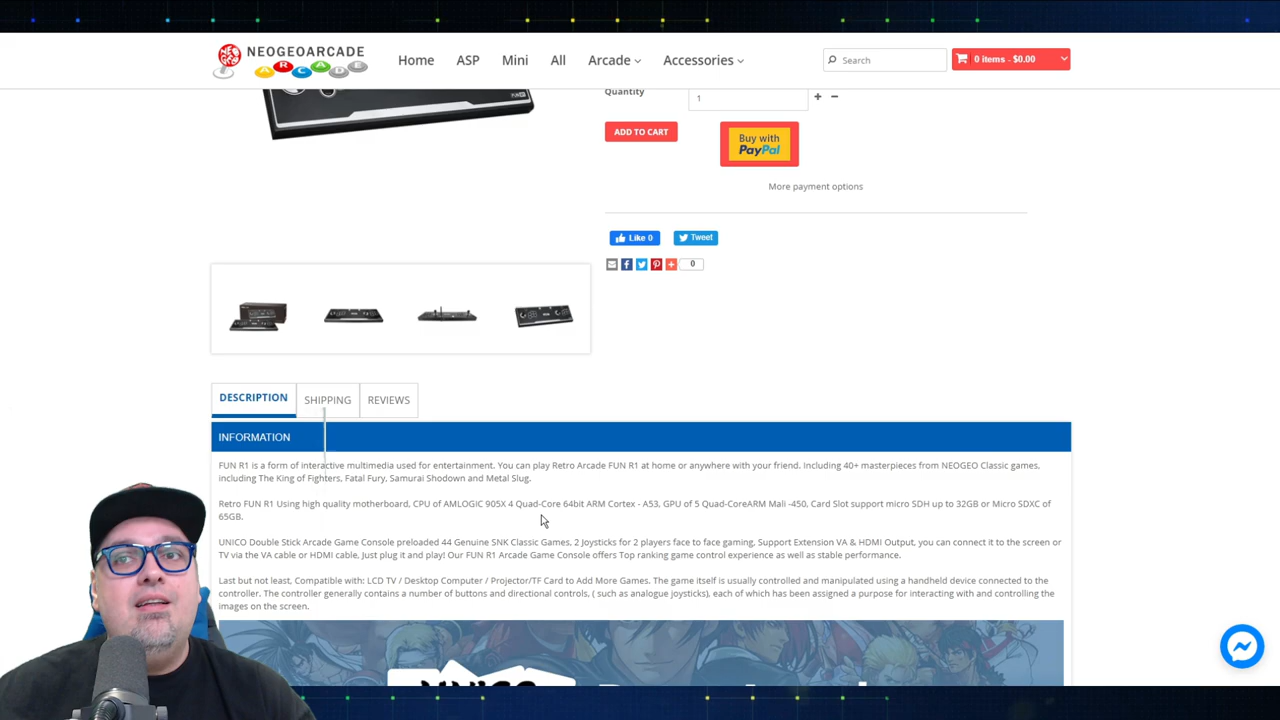 NEOGEOARCADE
ARCADE
Home
ASP
Mini
All
Arcade
Accessories
Search
0 items - $0.00
Quantity
1
ADD TO CART
Buy with
PayPal
More payment options
Like 0
Tweet
0
DESCRIPTION
SHIPPING
REVIEWS
INFORMATION
FUN R1 is a form of interactive multimedia used for entertainment. You can play Retro Arcade FUN R1 at home or anywhere with your friend. Including 40+ masterpieces from NEOGEO Classic games,
including The King of Fighters, Fatal Fury, Samurai Shodown and Metal Slug.
Retro FUN R1 Using high quality motherboard, CPU of AMLOGIC 905X 4 Quad-Core 64bit ARM Cortex - A53, GPU of 5 Quad-CoreARM Mali -450, Card Slot support micro SDH up to 32GB or Micro SDXC of
65GB.
UNICO Double Stick Arcade Game Console preloaded 44 Genuine SNK Classic Games, 2 Joysticks for 2 players face to face gaming, Support Extension VA & HDMI Output, you can connect it to the screen or
TV via the VA cable or HDMI cable, Just plug it and play! Our FUN R1 Arcade Game Console offers Top ranking game control experience as well as stable performance.
Last but not least, Compatible with: LCD TV / Desktop Computer / Projector/TF Card to Add More Games. The game itself is usually controlled and manipulated using a handheld device connected to the
controller. The controller generally contains a number of buttons and directional controls, ( such as analogue joysticks), each of which has been assigned a purpose for interacting with and controlling the
images on the screen.